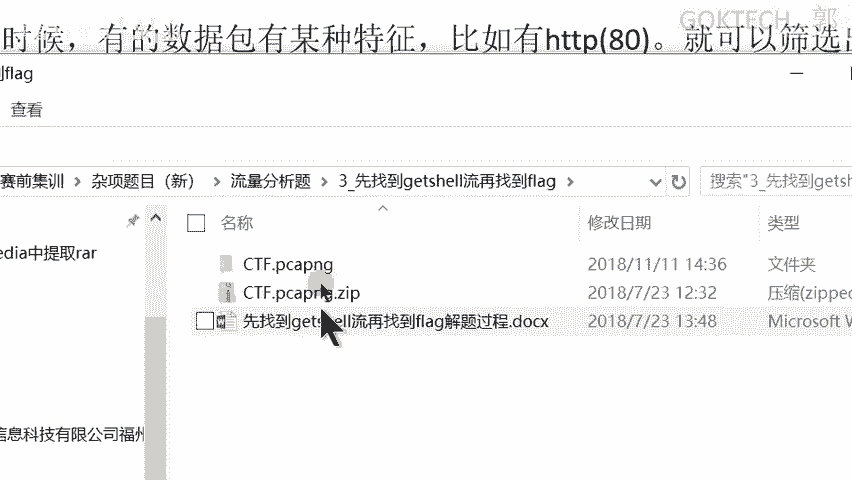 GOKTECH 郭
时候，有的数据包有某种特征，比如有http(80)。就可以筛选出
到flag
查看
赛前集训 杂项题目（新） 流量分析题 3_先找到getshell流再找到flag 搜索"3_先找到getsh
名称 修改日期 类型
edia中提取rar
CTF.pcapng 2018/11/11 14:36 文件夹
CTF.pcapng.zip 2018/7/23 12:32 压缩(zipped
先找到getshell流再找到flag解题过程.docx 2018/7/23 13:48 Microsoft W
信息科技有限公司福州